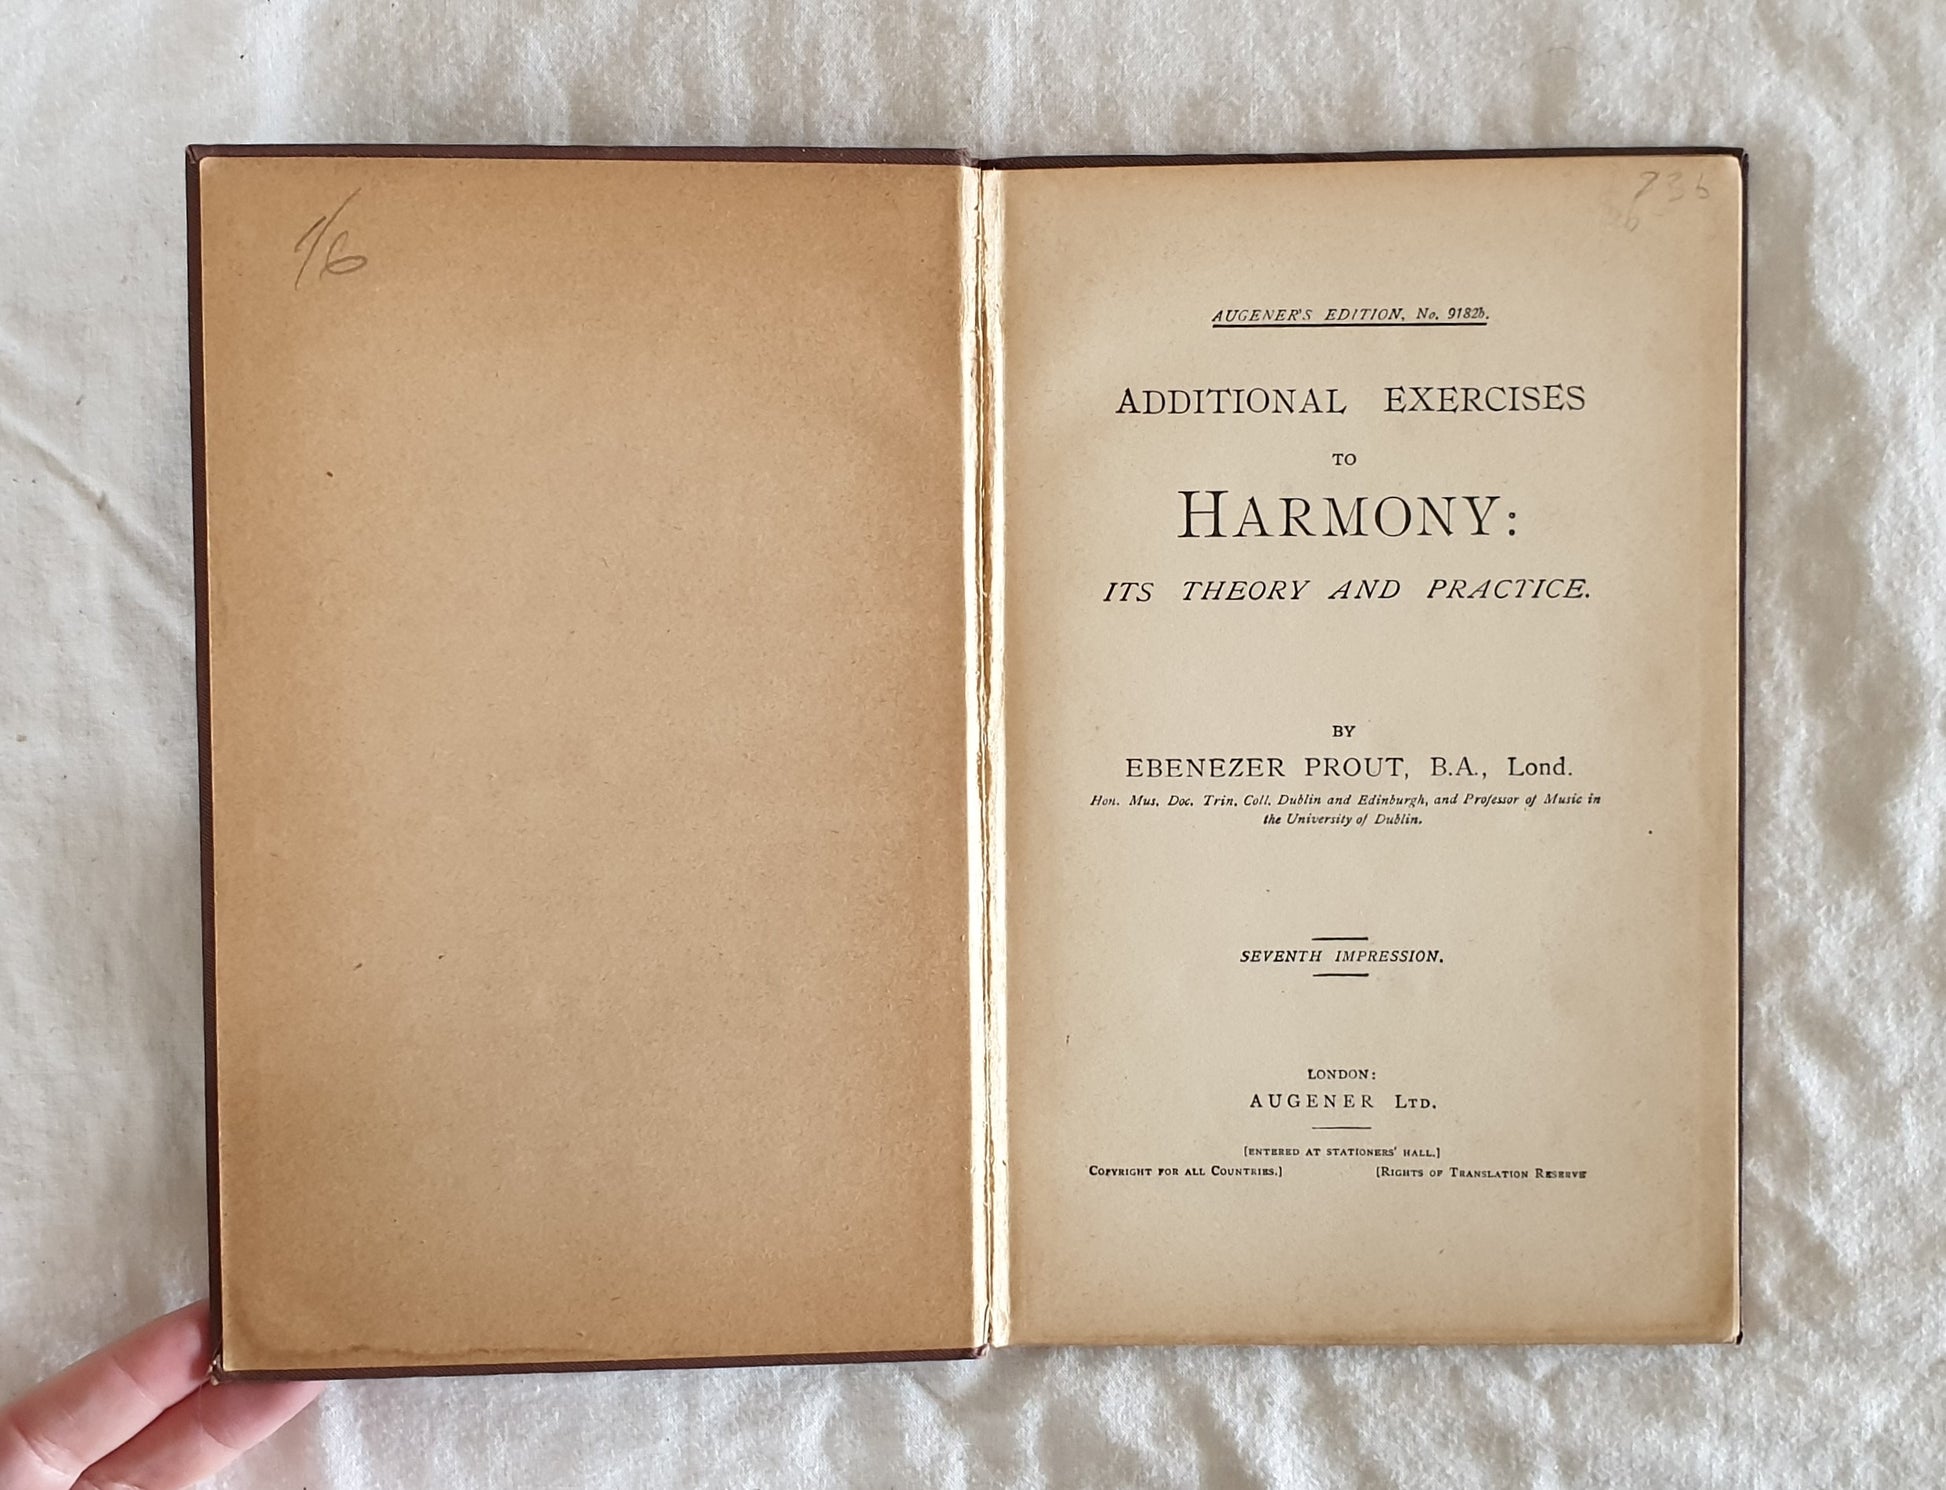 1/6
736
AUGENER'S EDITION, No. 9182b.
ADDITIONAL EXERCISES
TO
HARMONY:
ITS THEORY AND PRACTICE.
BY
EBENEZER PROUT, B.A., Lond.
Hon. Mus. Doc. Trin. Coll. Dublin and Edinburgh, and Professor of Music in
the University of Dublin.
SEVENTH IMPRESSION.
LONDON:
AUGENER LTD.
[ENTERED AT STATIONERS' HALL.]
COPYRIGHT FOR ALL COUNTRIES.] [RIGHTS OF TRANSLATION RESERVE